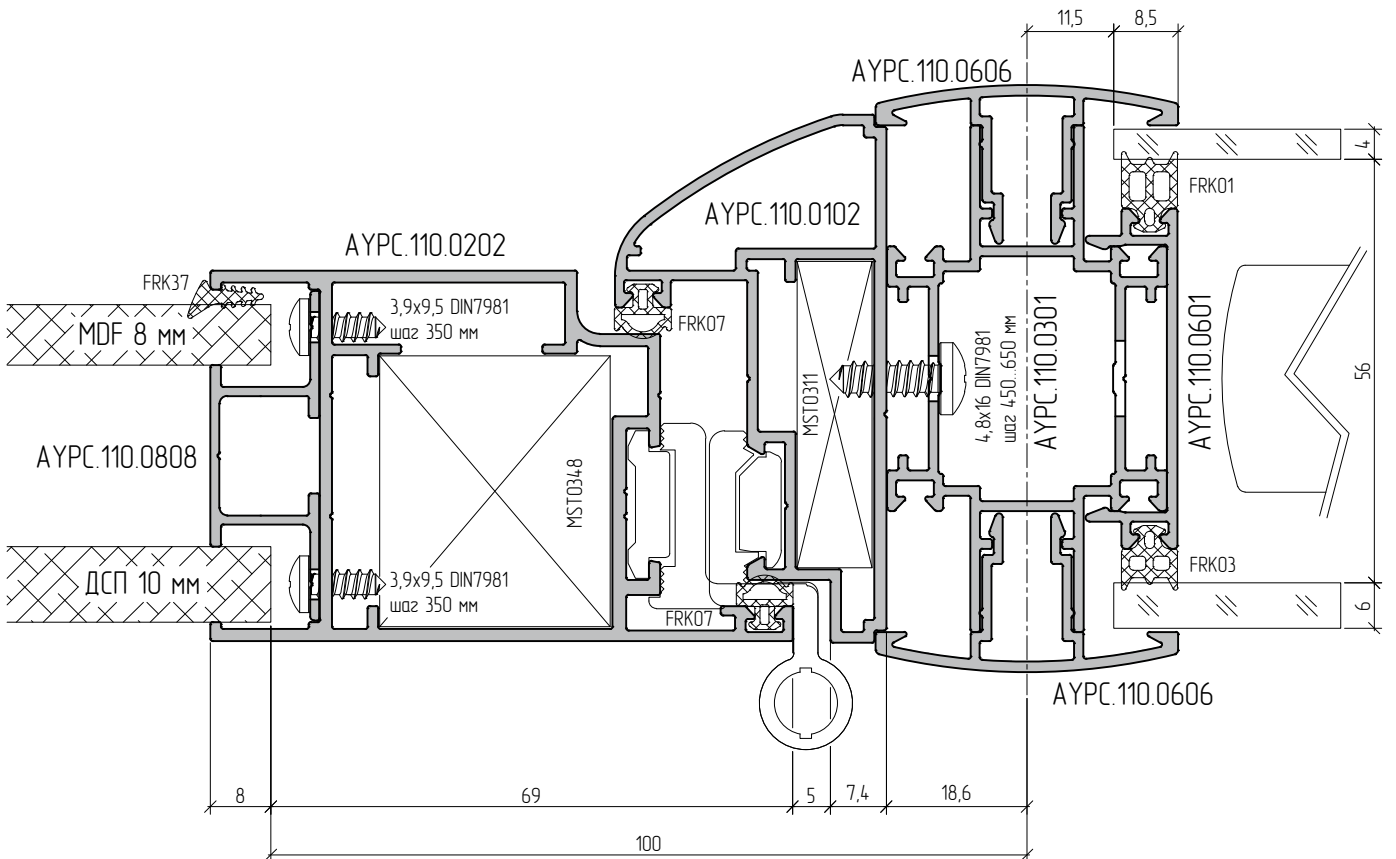 11,5
8,5
AYPC.110.0606
4
FRK01
AYPC.110.0102
AYPC.110.0202
FRK37
3,9x9,5 DIN7981
шаг 350 мм
FRK07
MDF 8 мм
MST0311
4,8x16 DIN7981
шаг 450...650 мм
AYPC.110.0301
AYPC.110.0601
56
AYPC.110.0808
MST0348
FRK03
ДСП 10 мм
3,9x9,5 DIN7981
шаг 350 мм
FRK07
6
AYPC.110.0606
8
69
5
7,4
18,6
100